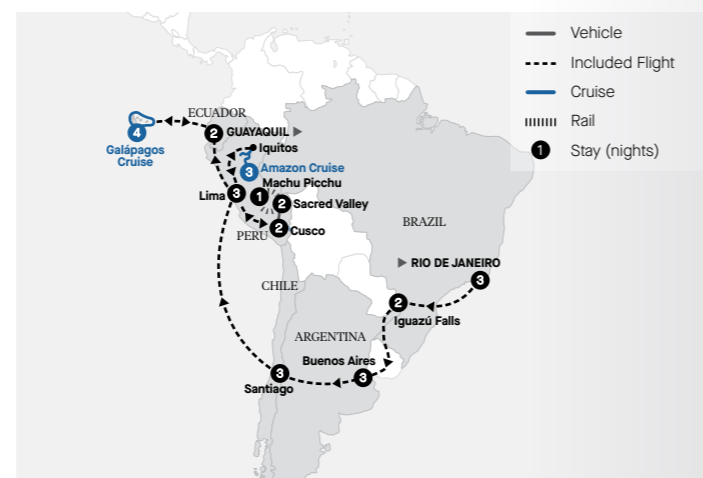 Vehicle
Included Flight
Cruise
Rail
1 Stay (nights)
ECUADOR
4
2 GUAYAQUIL
Galápagos
Cruise
Iquitos
3 Amazon Cruise
Machu Picchu
Lima 3
1
2 Sacred Valley
BRAZIL
PERU
2 Cusco
RIO DE JANEIRO
3
CHILE
2
Iguazú Falls
ARGENTINA
Buenos Aires
3
3
Santiago